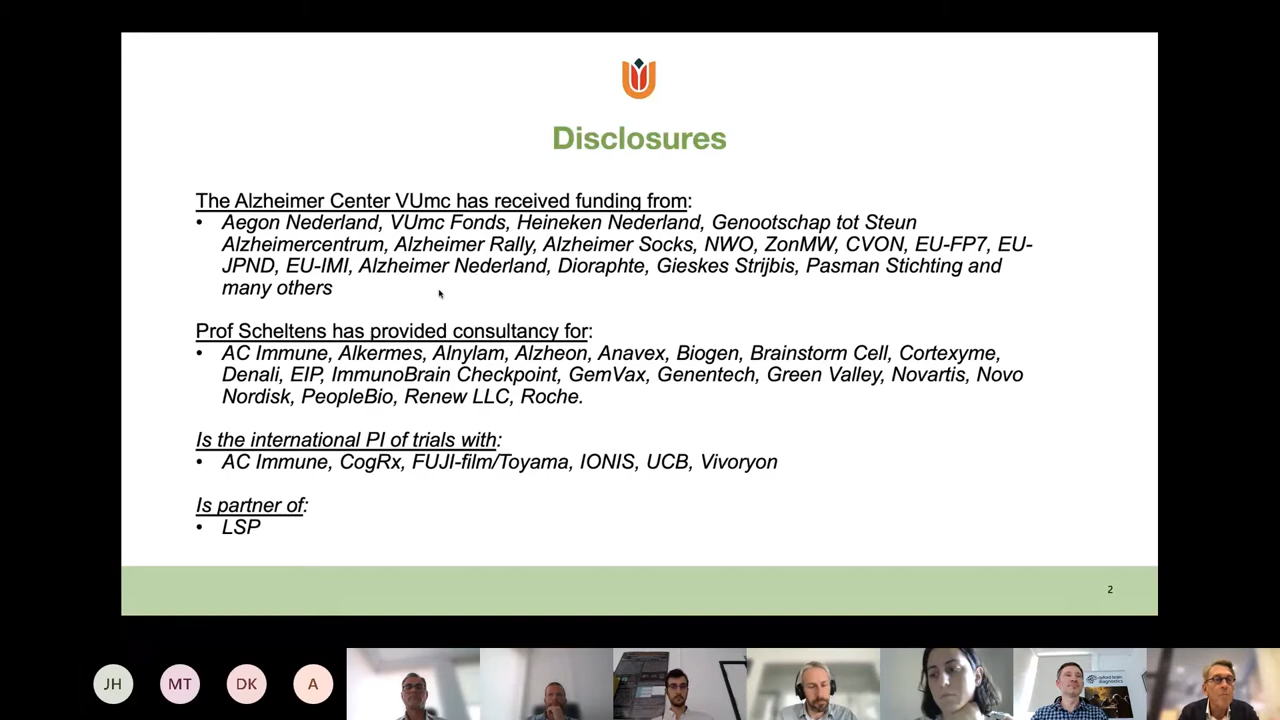 Disclosures
The Alzheimer Center VUmc has received funding from:
• Aegon Nederland, VUmc Fonds, Heineken Nederland, Genootschap tot Steun
Alzheimercentrum, Alzheimer Rally, Alzheimer Socks, NWO, ZonMW, CVON, EU-FP7, EU-
JPND, EU-IMI, Alzheimer Nederland, Dioraphte, Gieskes Strijbis, Pasman Stichting and
many others
Prof Scheltens has provided consultancy for:
• AC Immune, Alkermes, Alnylam, Alzheon, Anavex, Biogen, Brainstorm Cell, Cortexyme,
Denali, EIP, ImmunoBrain Checkpoint, GemVax, Genentech, Green Valley, Novartis, Novo
Nordisk, PeopleBio, Renew LLC, Roche.
Is the international PI of trials with:
• AC Immune, CogRx, FUJI-film/Toyama, IONIS, UCB, Vivoryon
Is partner of:
• LSP
2
JH MT DK A
oxford brain
diagnostics